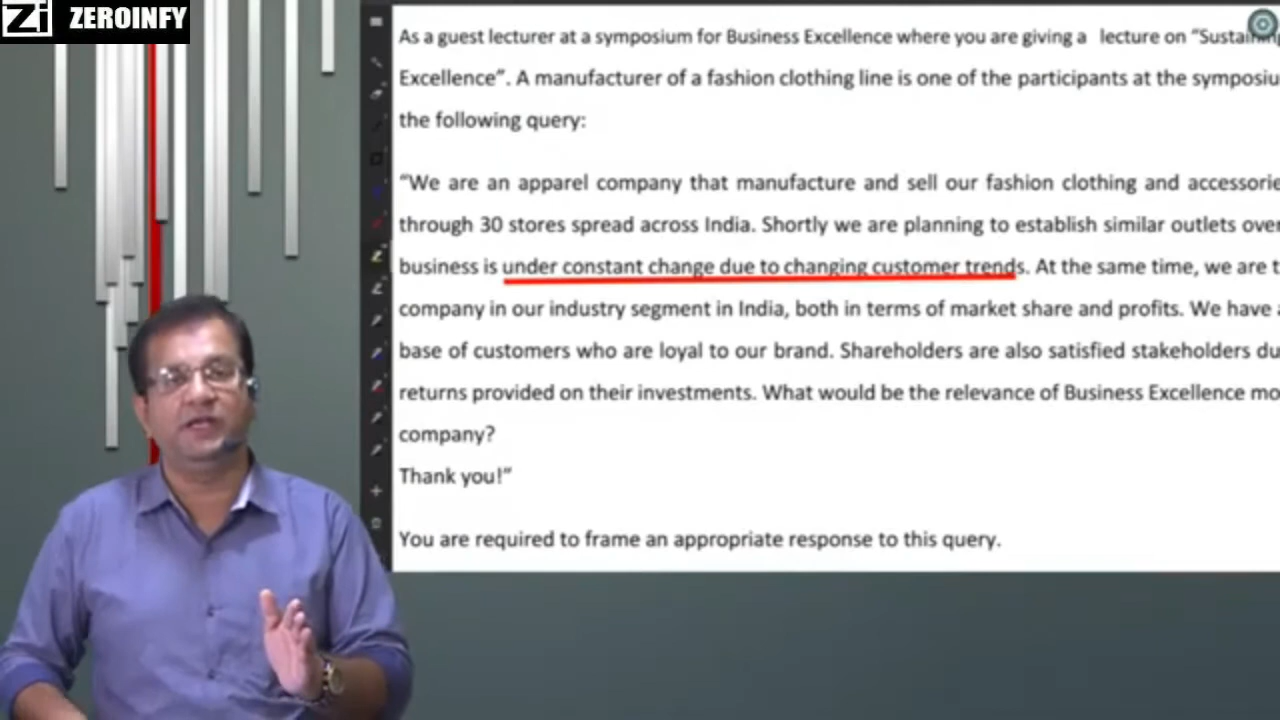 Zi ZEROINFY
As a guest lecturer at a symposium for Business Excellence where you are giving a lecture on "Sustaining
Excellence". A manufacturer of a fashion clothing line is one of the participants at the
the following query:
"We are an apparel company that manufacture and sell our fashion clothing and
through 30 stores spread across India. Shortly we are planning to establish similar outlets
business is under constant change due to changing customer trends. At the same time, we are
company in our industry segment in India, both in terms of market share and profits. We have
base of customers who are loyal to our brand. Shareholders are also satisfied stakeholders
returns provided on their investments. What would be the relevance of Business Excellence
company?
Thank you!"
You are required to frame an appropriate response to this query.